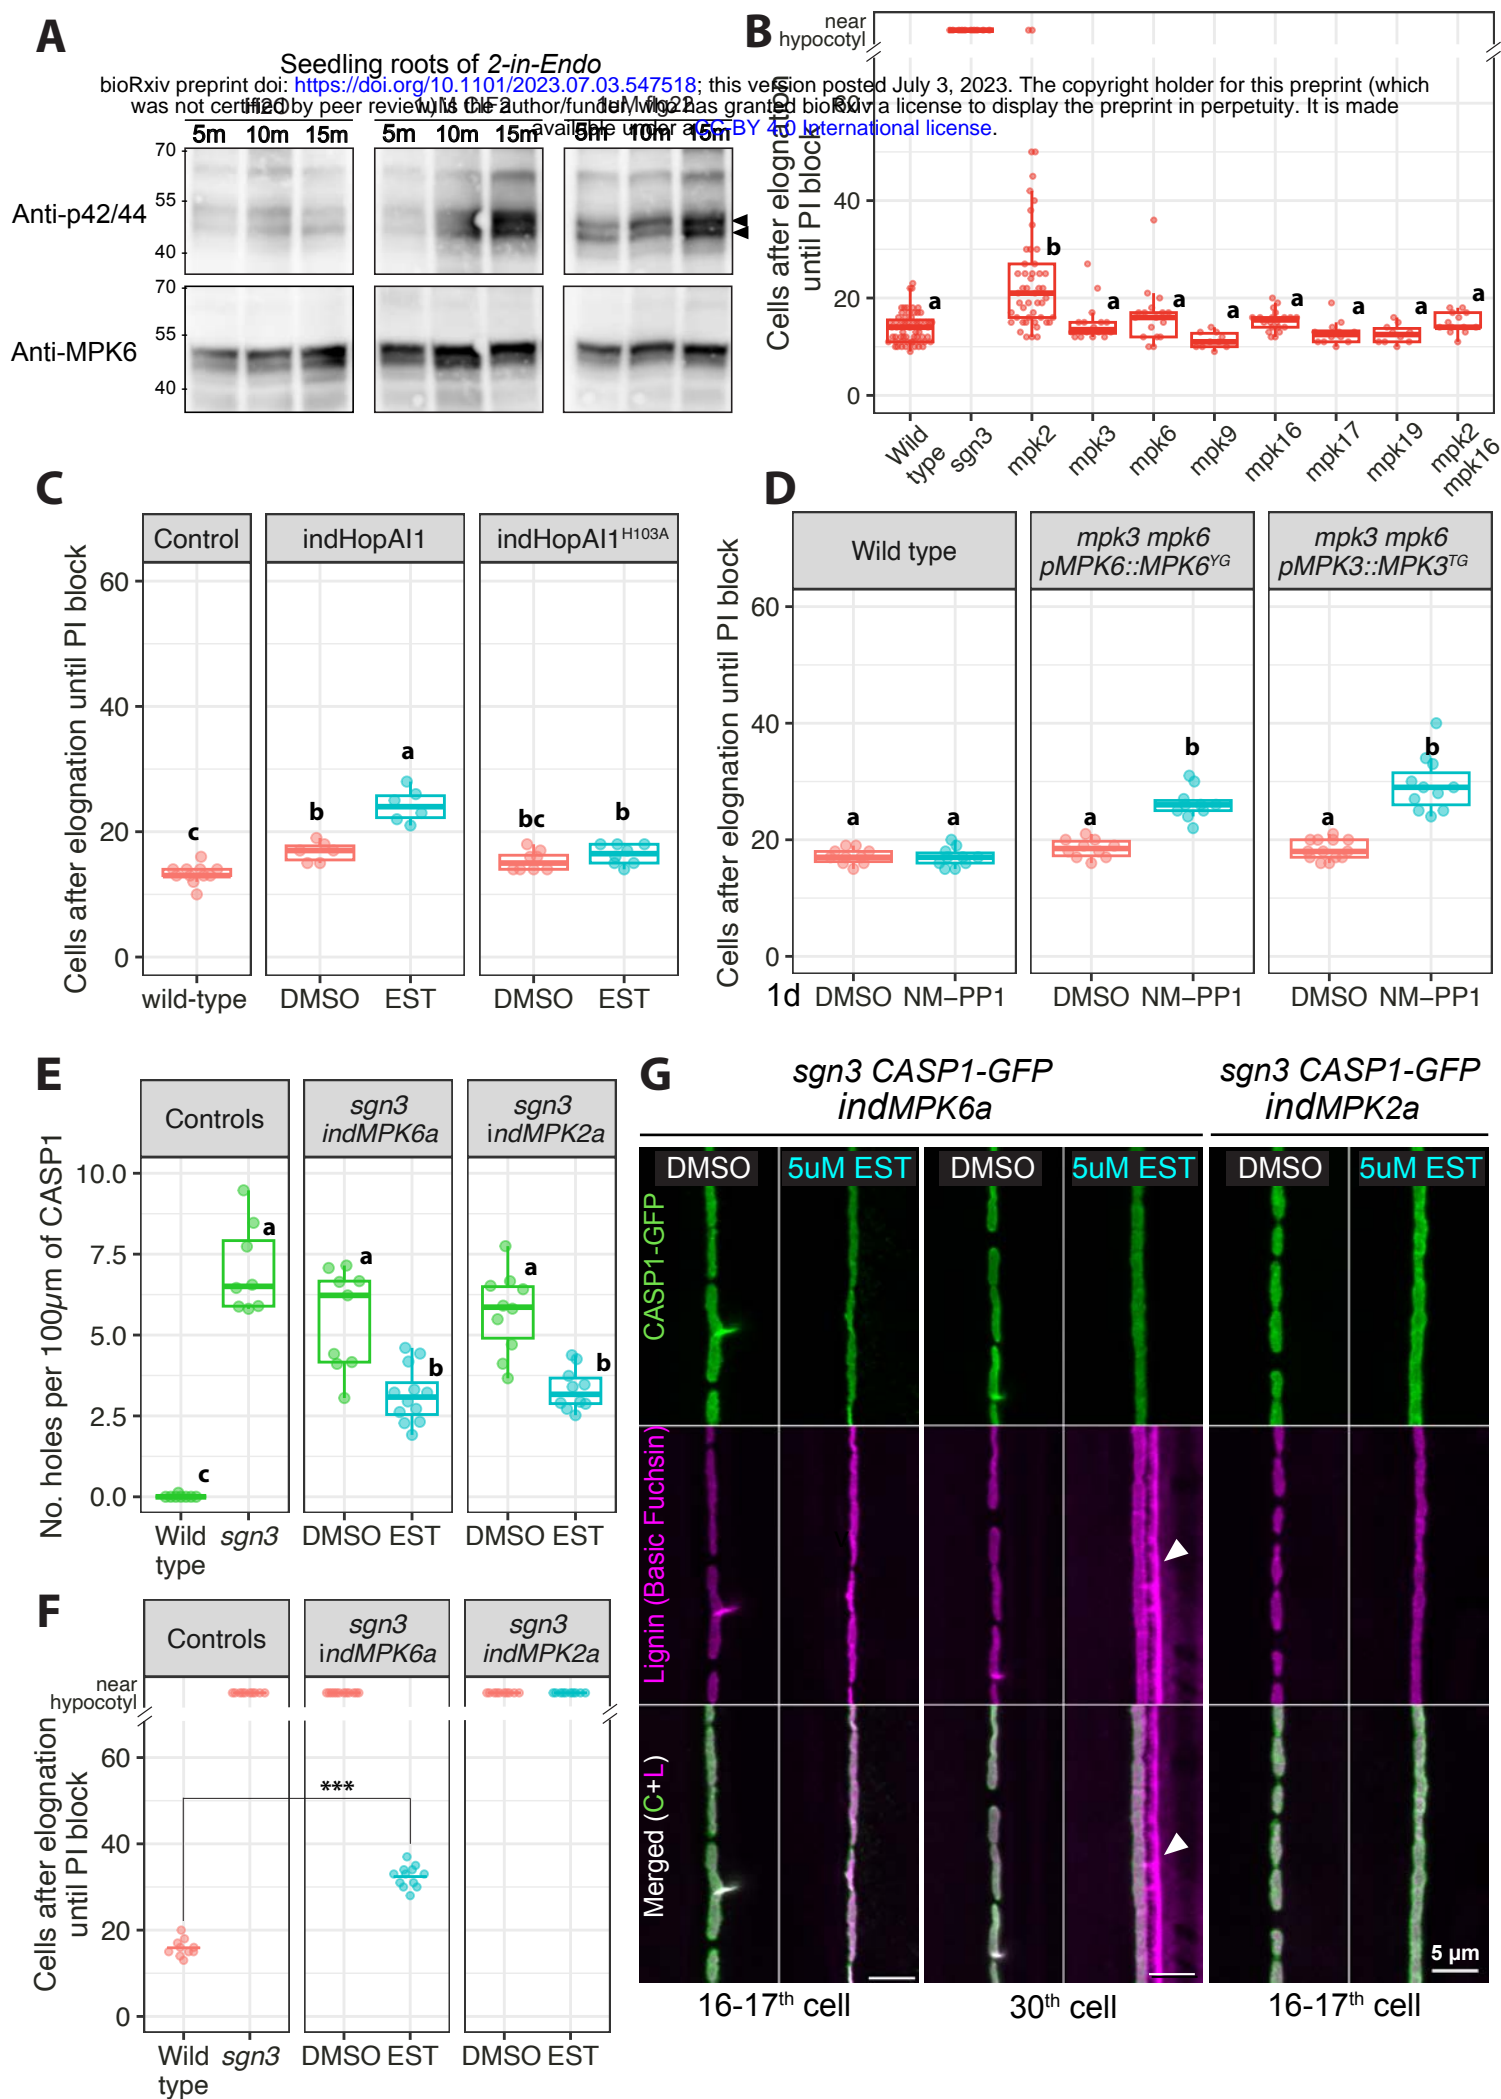 A
Seedling roots of 2-in-Endo
bioRxiv preprint doi: https://doi.org/10.1101/2023.07.03.547518; this version posted July 3, 2023. The copyright holder for this preprint (which
was not certified by peer review) is the author/funder, who has granted bioRxiv a license to display the preprint in perpetuity. It is made
available under aCC-BY 4.0 International license.
5m 10m 15m 5m 10m 15m 5m 10m 15m
70
55
40
Anti-p42/44
70
55
40
Anti-MPK6
B
near
hypocotyl
Cells after elognation
until PI block
60
40
20
0
a b a a a a a a a
Wild type
sgn3
mpk2
mpk3
mpk6
mpk9
mpk16
mpk17
mpk19
mpk2 mpk16
C
Control indHopAI1 indHopAI1H103A
Cells after elognation until PI block
60
40
20
0
c b a bc b
wild-type DMSO EST DMSO EST
D
Wild type
mpk3 mpk6
pMPK6::MPK6YG
mpk3 mpk6
pMPK3::MPK3TG
Cells after elognation until PI block
60
40
20
0
a a a b a b
1d DMSO NM–PP1 DMSO NM–PP1 DMSO NM–PP1
E
Controls
sgn3
indMPK6a
sgn3
indMPK2a
No. holes per 100µm of CASP1
10.0
7.5
5.0
2.5
0.0
c a a b a b
Wild type
sgn3
DMSO EST DMSO EST
F
Controls
sgn3
indMPK6a
sgn3
indMPK2a
near
hypocotyl
Cells after elognation
until PI block
60
40
20
0
***
Wild type
sgn3
DMSO EST
G
sgn3 CASP1-GFP
indMPK6a
sgn3 CASP1-GFP
indMPK2a
DMSO 5uM EST DMSO 5uM EST DMSO 5uM EST
CASP1-GFP
Lignin (Basic Fuchsin)
Merged (C+L)
5 µm
16-17th cell 30th cell 16-17th cell